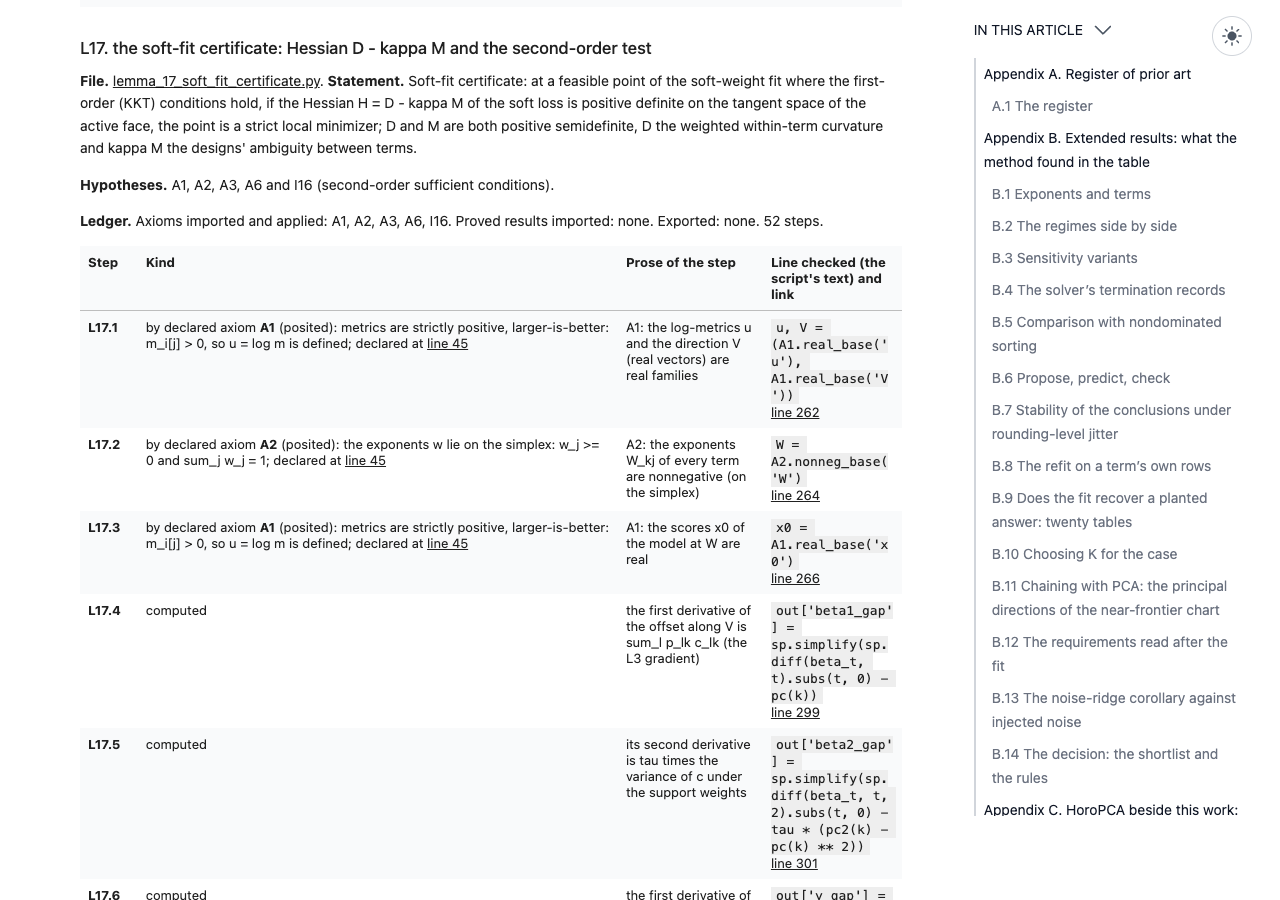 L17. the soft-fit certificate: Hessian D - kappa M and the second-order test
File. lemma_17_soft_fit_certificate.py. Statement. Soft-fit certificate: at a feasible point of the soft-weight fit where the first-
order (KKT) conditions hold, if the Hessian H = D - kappa M of the soft loss is positive definite on the tangent space of the
active face, the point is a strict local minimizer; D and M are both positive semidefinite, D the weighted within-term curvature
and kappa M the designs' ambiguity between terms.
Hypotheses. A1, A2, A3, A6 and I16 (second-order sufficient conditions).
Ledger. Axioms imported and applied: A1, A2, A3, A6, I16. Proved results imported: none. Exported: none. 52 steps.
Step Kind Prose of the step Line checked (the
script's text) and
link
L17.1 by declared axiom A1 (posited): metrics are strictly positive, larger-is-better:
m_i[j] > 0, so u = log m is defined; declared at line 45
A1: the log-metrics u
and the direction V
(real vectors) are
real families
u, V =
(A1.real_base('
u'),
A1.real_base('V
'))
line 262
L17.2 by declared axiom A2 (posited): the exponents w lie on the simplex: w_j >=
0 and sum_j w_j = 1; declared at line 45
A2: the exponents
W_kj of every term
are nonnegative (on
the simplex)
W =
A2.nonneg_base(
'W')
line 264
L17.3 by declared axiom A1 (posited): metrics are strictly positive, larger-is-better:
m_i[j] > 0, so u = log m is defined; declared at line 45
A1: the scores x0 of
the model at W are
real
x0 =
A1.real_base('x
0')
line 266
L17.4 computed
the first derivative of
the offset along V is
sum_l p_lk c_lk (the
L3 gradient)
out['beta1_gap'
] =
sp.simplify(sp.
diff(beta_t,
t).subs(t, 0) −
pc(k))
line 299
L17.5 computed
its second derivative
is tau times the
variance of c under
the support weights
out['beta2_gap'
] =
sp.simplify(sp.
diff(beta_t, t,
2).subs(t, 0) −
tau * (pc2(k) −
pc(k) ** 2))
line 301
L17.6 computed
the first derivative of
out['y_gap'] =
IN THIS ARTICLE
Appendix A. Register of prior art
A.1 The register
Appendix B. Extended results: what the
method found in the table
B.1 Exponents and terms
B.2 The regimes side by side
B.3 Sensitivity variants
B.4 The solver's termination records
B.5 Comparison with nondominated
sorting
B.6 Propose, predict, check
B.7 Stability of the conclusions under
rounding-level jitter
B.8 The refit on a term's own rows
B.9 Does the fit recover a planted
answer: twenty tables
B.10 Choosing K for the case
B.11 Chaining with PCA: the principal
directions of the near-frontier chart
B.12 The requirements read after the
fit
B.13 The noise-ridge corollary against
injected noise
B.14 The decision: the shortlist and
the rules
Appendix C. HoroPCA beside this work: